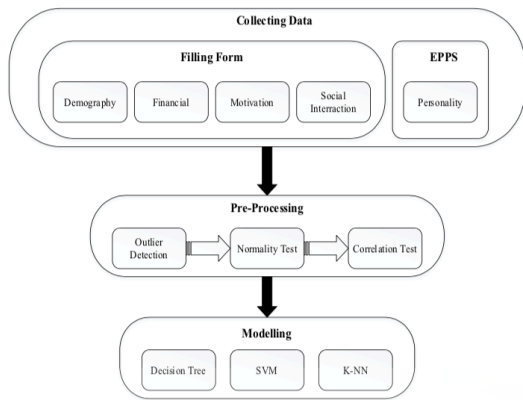 Collecting Data
Filling Form
EPPS
Demography
Financial
Motivation
Social
Interraction
Personality
Pre-Processing
Outlier
Detection
Normality Test
Correlation Test
Modelling
Decision Tree
SVM
K-NN